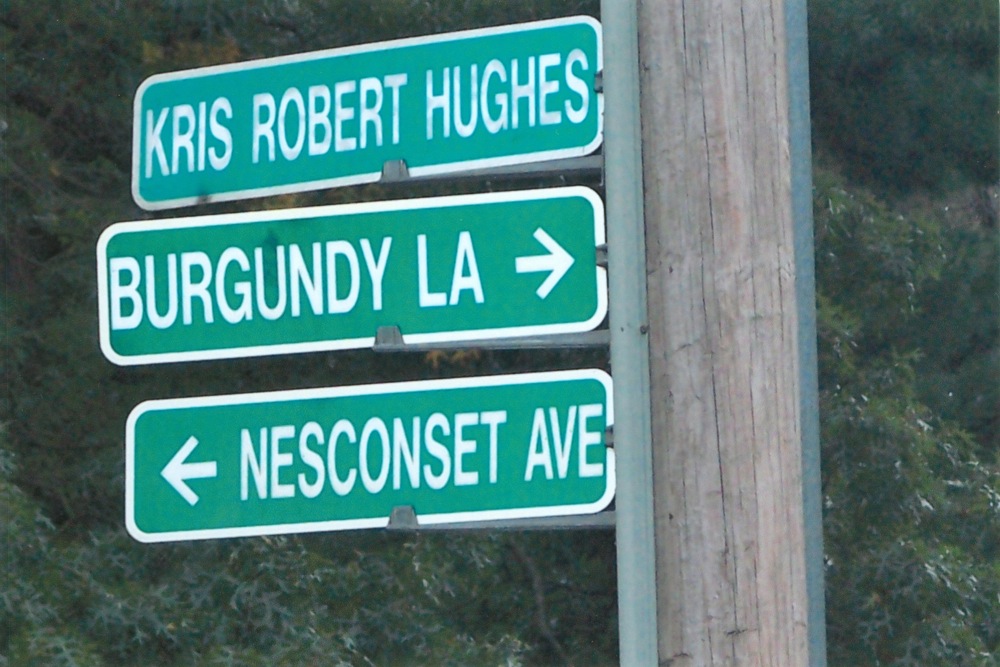 KRIS ROBERT HUGHES
BURGUNDY LA →
← NESCONSET AVE